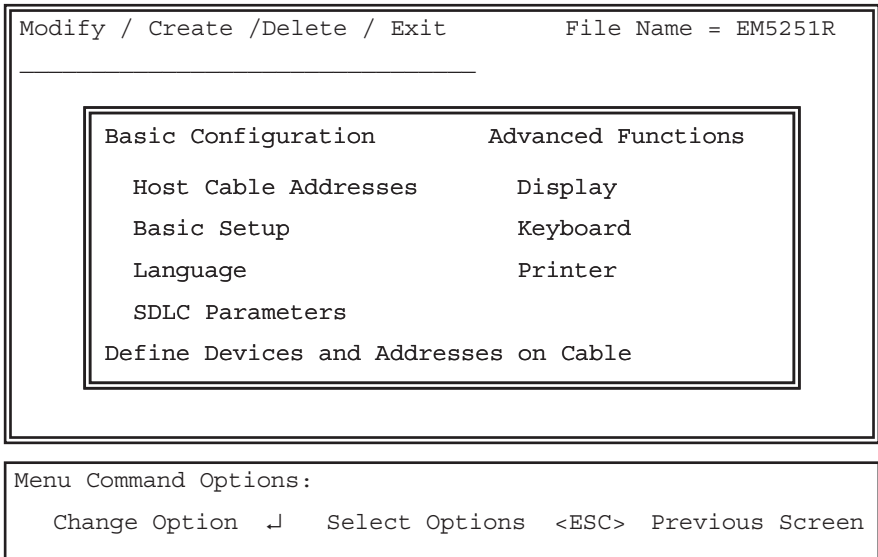 Modify / Create /Delete / Exit File Name = EM5251R
Basic Configuration Advanced Functions
Host Cable Addresses Display
Basic Setup Keyboard
Language Printer
SDLC Parameters
Define Devices and Addresses on Cable
Menu Command Options:
Change Option ↵ Select Options <ESC> Previous Screen